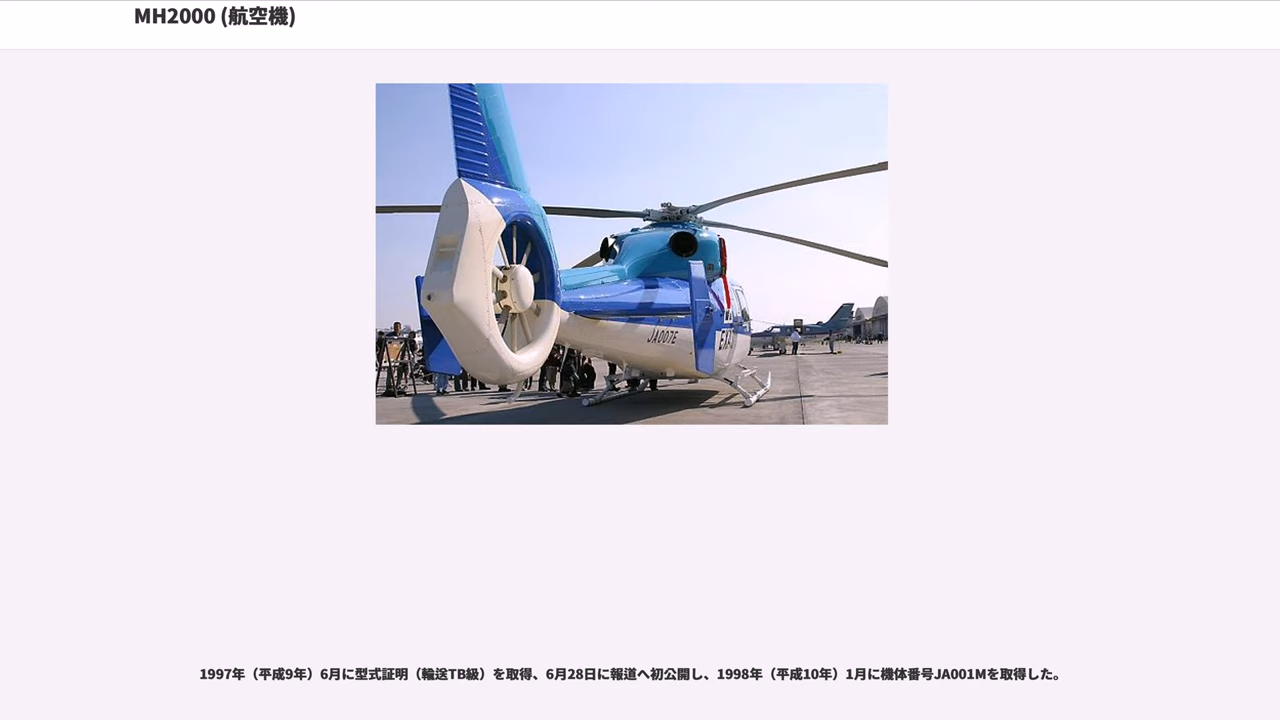 MH2000 (航空機)
JA007E
1997年（平成9年）6月に型式証明（輸送TB級）を取得、6月28日に報道へ初公開し、1998年（平成10年）1月に機体番号JA001Mを取得した。